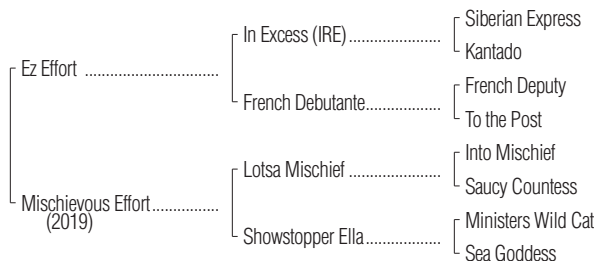 Siberian Express
In Excess (IRE)
Kantado
Ez Effort
French Deputy
French Debutante
To the Post
Into Mischief
Lotsa Mischief
Saucy Countess
Mischievous Effort
(2019)
Ministers Wild Cat
Showstopper Ella
Sea Goddess